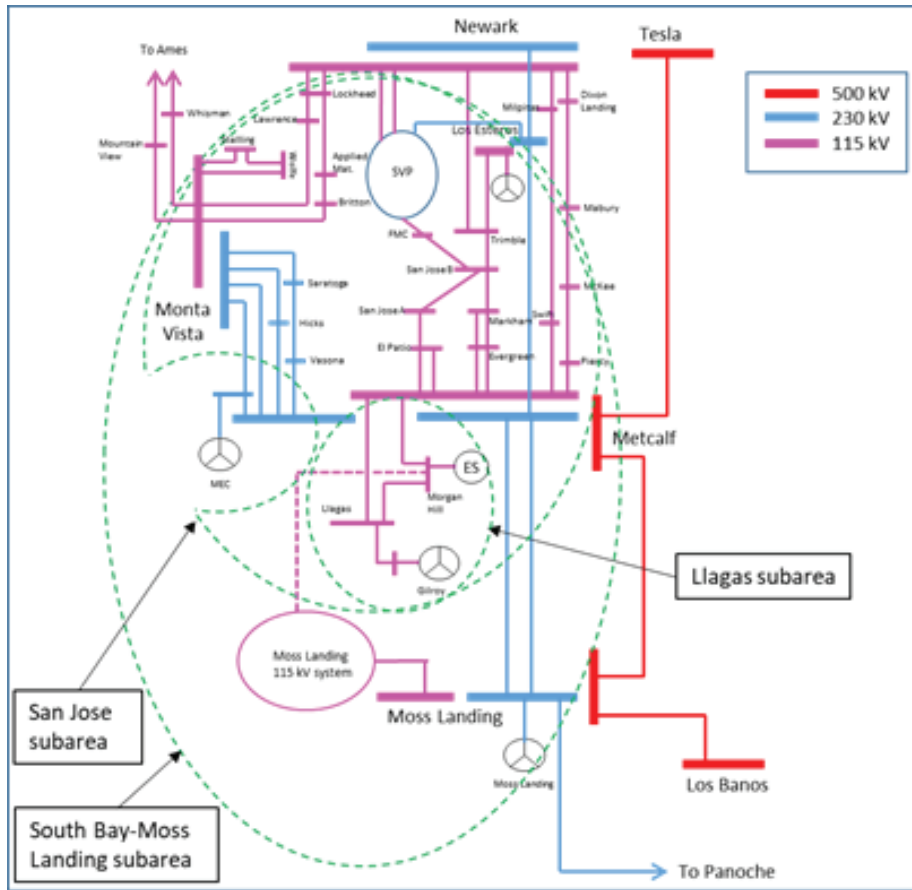 Newark
Tesla
To Ames
500 kV
230 kV
115 kV
Whisman
Mountain
View
Lockheed
Lawrence
Stelling
Wolfe
Applied
Mat.
Britton
SVP
Los Esteros
Milpitas
Dixon
Landing
Mabury
FMC
Trimble
San Jose B
McKee
Saratoga
Monta
Vista
Hicks
San Jose A
Markham
Swift
Vasona
El Patio
Evergreen
Piercy
Metcalf
MEC
ES
Morgan
Hill
Llagas
Gilroy
Llagas subarea
Moss Landing
115 kV system
San Jose
subarea
Moss Landing
Moss Landing
Los Banos
South Bay-Moss
Landing subarea
To Panoche